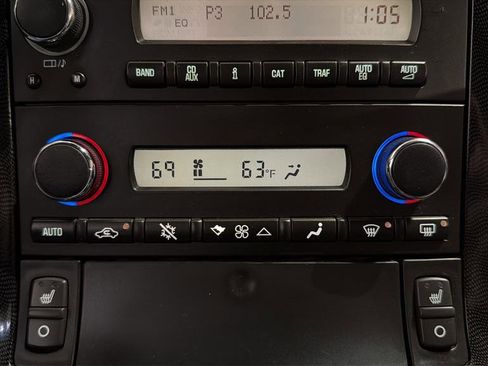 FM1 P3 102.5 1:05
EQ
BAND CD AUX i CAT TRAF AUTO EQ AUTO
H M
69 63°F
AUTO